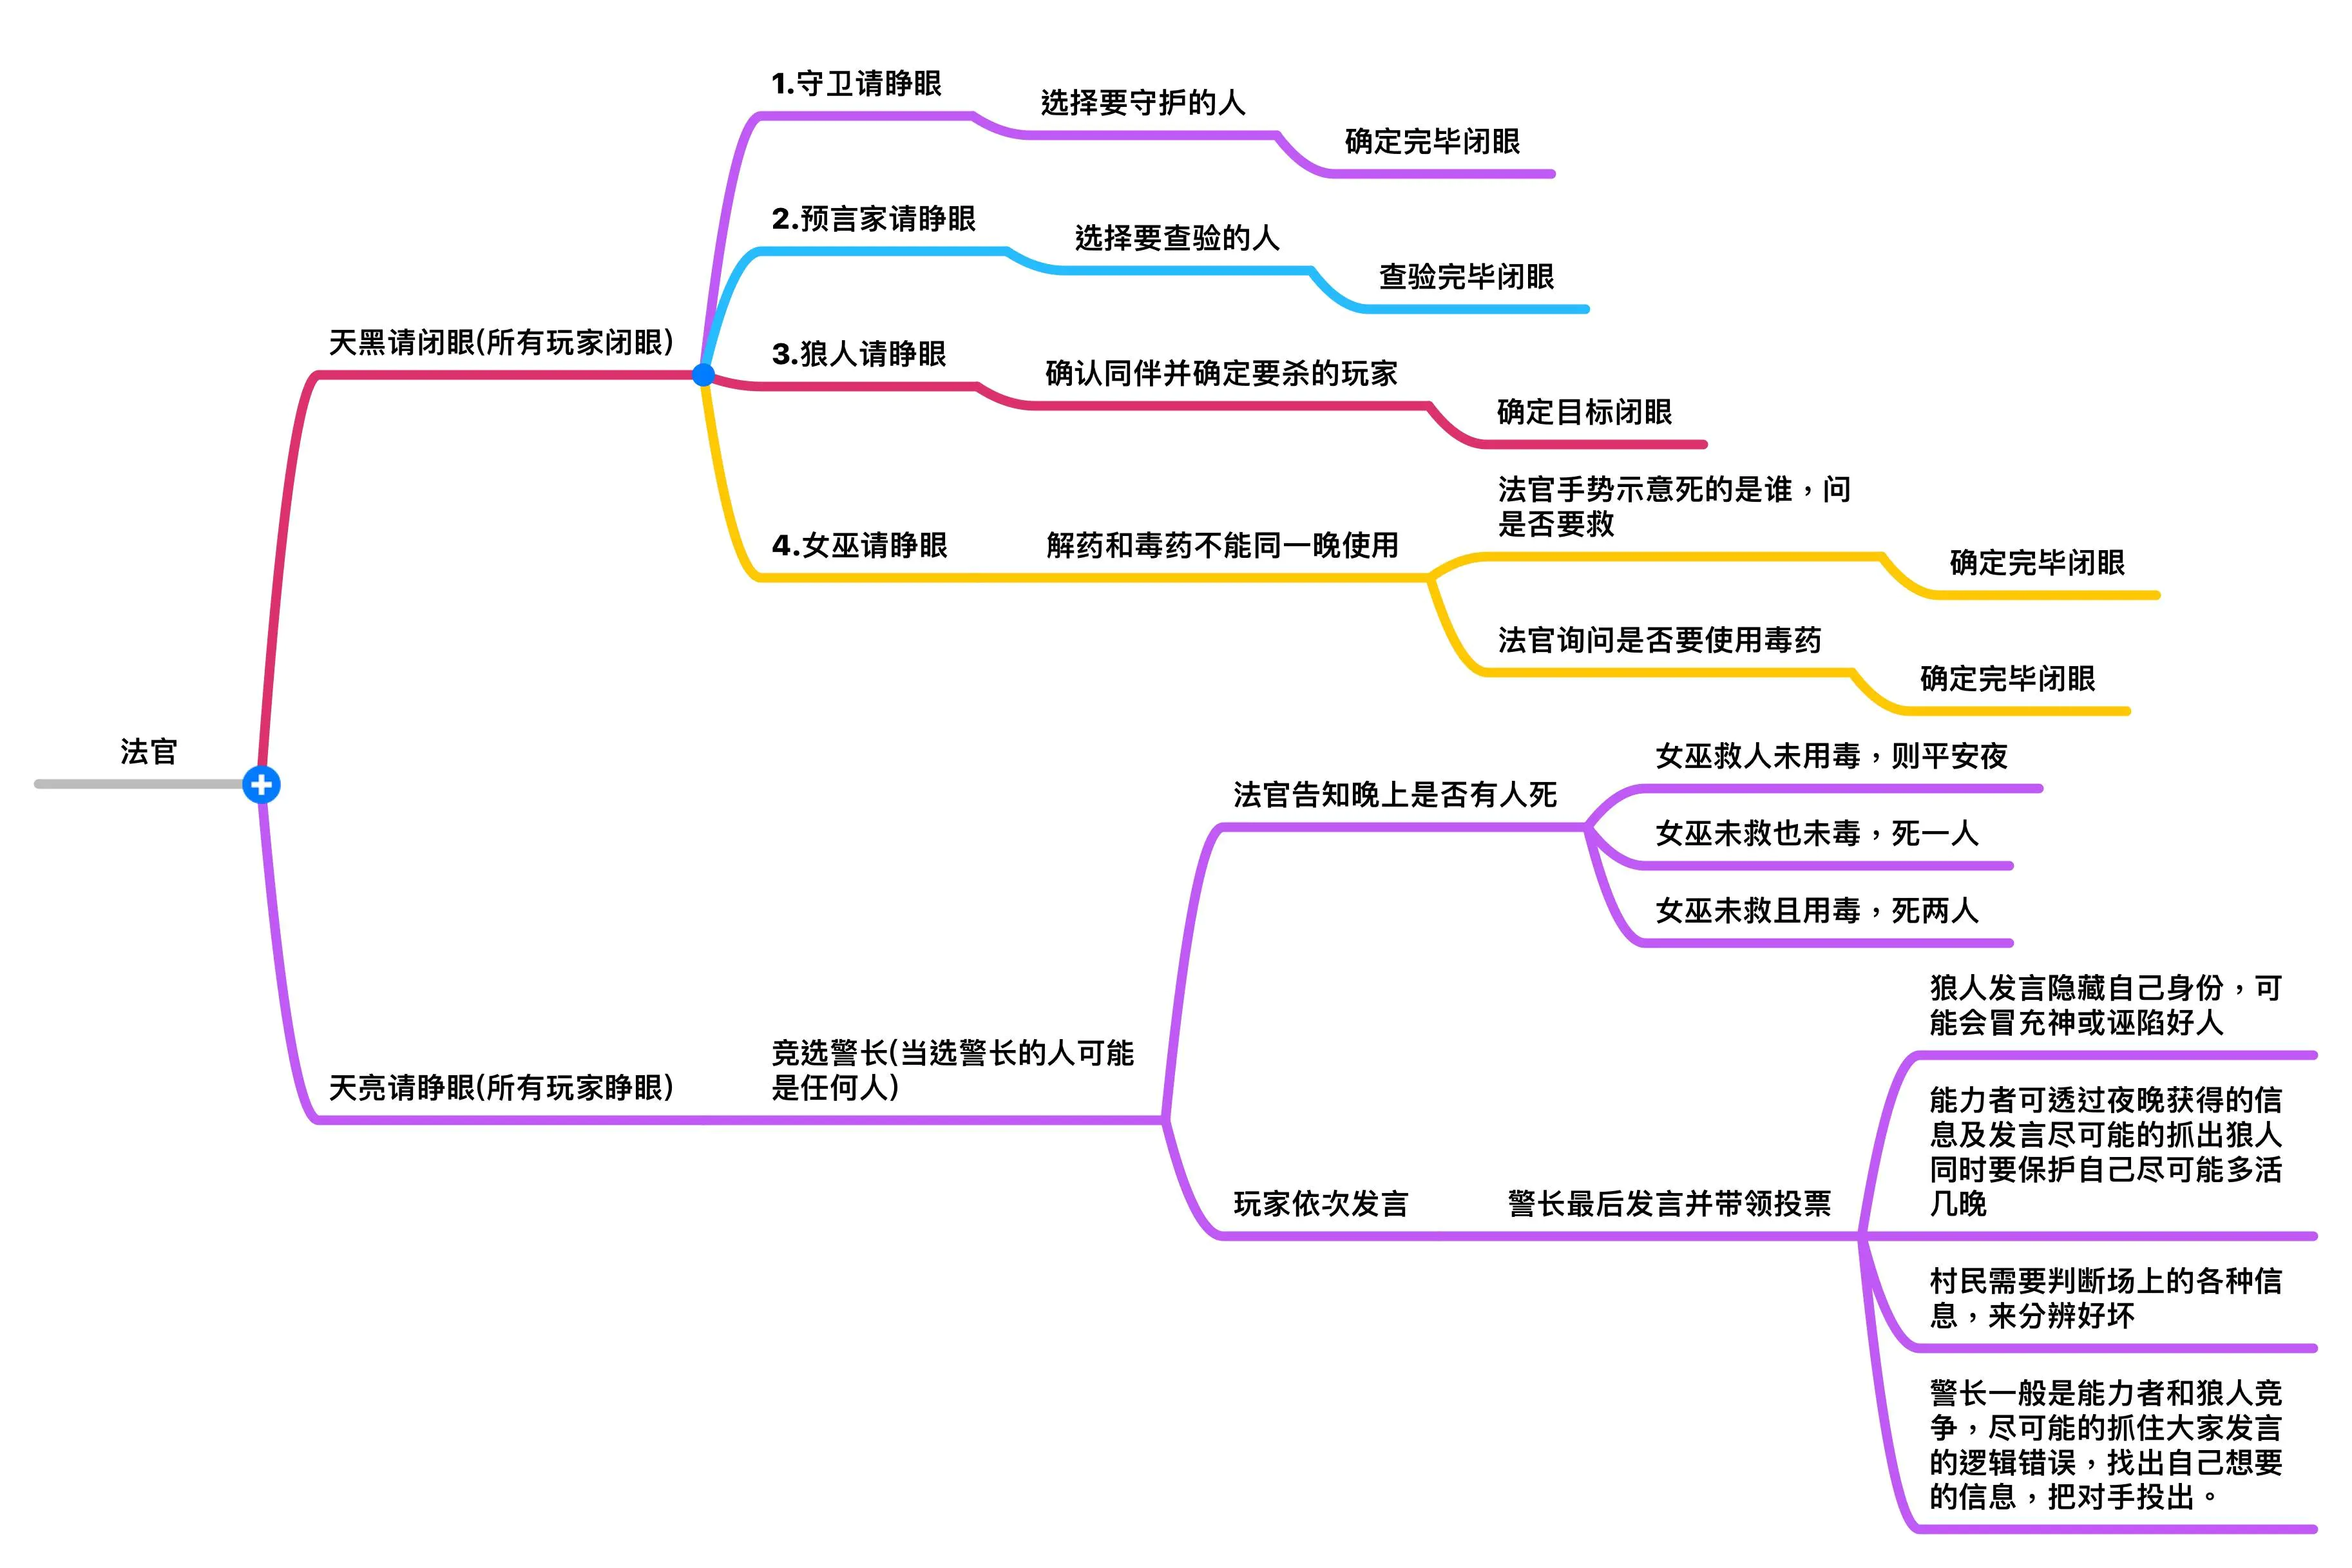 法官
天黑请闭眼(所有玩家闭眼)
1.守卫请睁眼
选择要守护的人
确定完毕闭眼
2.预言家请睁眼
选择要查验的人
查验完毕闭眼
3.狼人请睁眼
确认同伴并确定要杀的玩家
确定目标闭眼
4.女巫请睁眼
解药和毒药不能同一晚使用
法官手势示意死的是谁，问
是否要救
确定完毕闭眼
法官询问是否要使用毒药
确定完毕闭眼
天亮请睁眼(所有玩家睁眼)
竞选警长(当选警长的人可能
是任何人)
法官告知晚上是否有人死
女巫救人未用毒，则平安夜
女巫未救也未毒，死一人
女巫未救且用毒，死两人
玩家依次发言
警长最后发言并带领投票
狼人发言隐藏自己身份，可
能会冒充神或诬陷好人
能力者可透过夜晚获得的信
息及发言尽可能的抓出狼人
同时要保护自己尽可能多活
几晚
村民需要判断场上的各种信
息，来分辨好坏
警长一般是能力者和狼人竞
争，尽可能的抓住大家发言
的逻辑错误，找出自己想要
的信息，把对手投出。